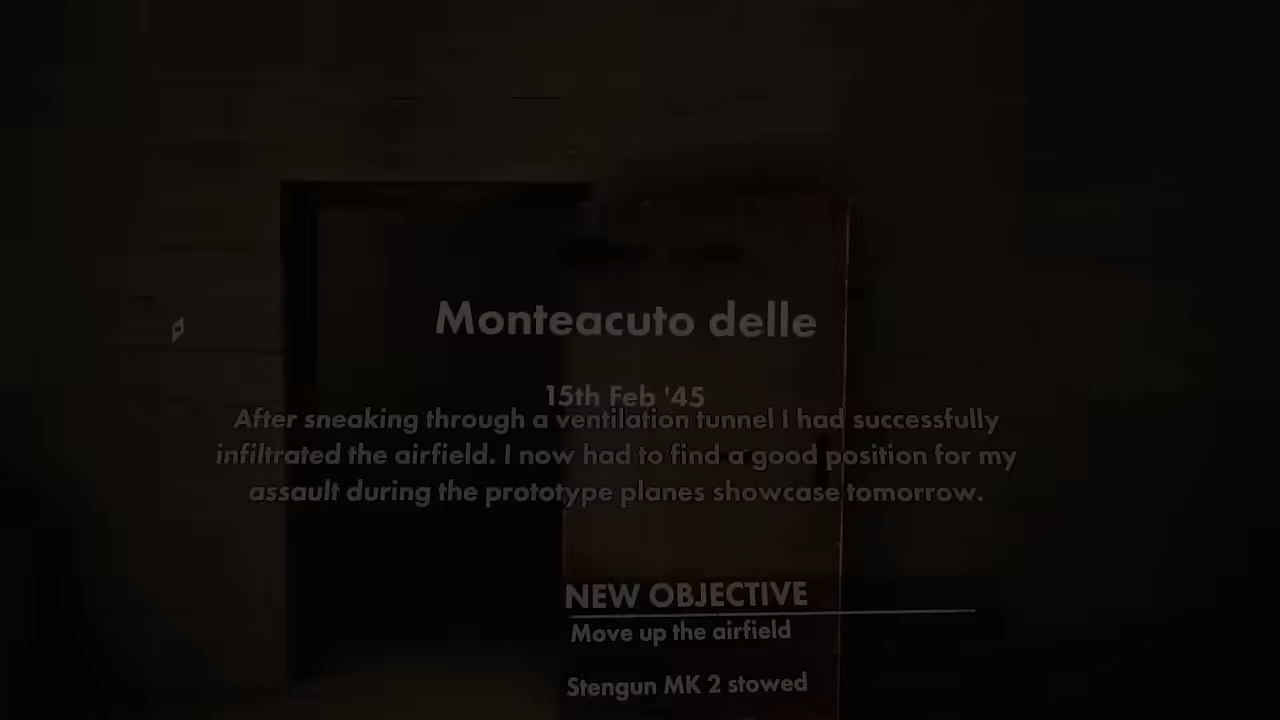 Monteacuto delle
15th Feb '45
After sneaking through a ventilation tunnel I had successfully
infiltrated the airfield. I now had to find a good position for my
assault during the prototype planes showcase tomorrow.
NEW OBJECTIVE
Move up the airfield
Stengun MK 2 stowed